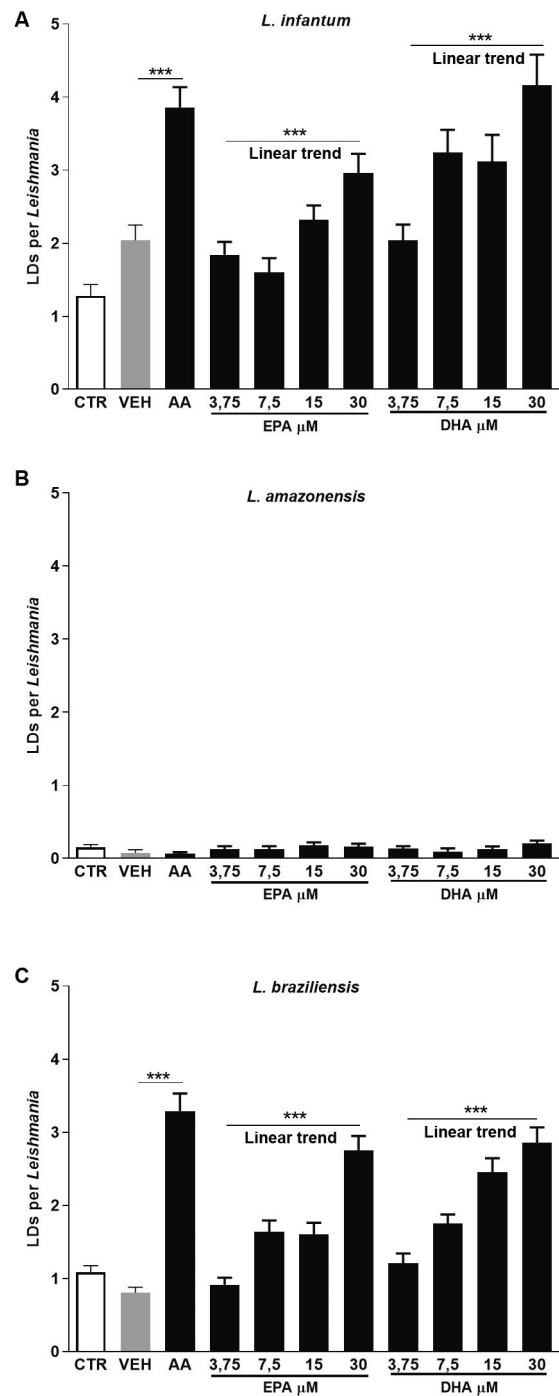 A
L. infantum
LDs per Leishmania
5
4
3
2
1
0
***
***
Linear trend
***
Linear trend
CTR VEH AA 3,75 7,5 15 30 3,75 7,5 15 30
EPA μM DHA μM
B
L. amazonensis
LDs per Leishmania
5
4
3
2
1
0
CTR VEH AA 3,75 7,5 15 30 3,75 7,5 15 30
EPA μM DHA μM
C
L. braziliensis
LDs per Leishmania
5
4
3
2
1
0
***
***
Linear trend
***
Linear trend
CTR VEH AA 3,75 7,5 15 30 3,75 7,5 15 30
EPA μM DHA μM